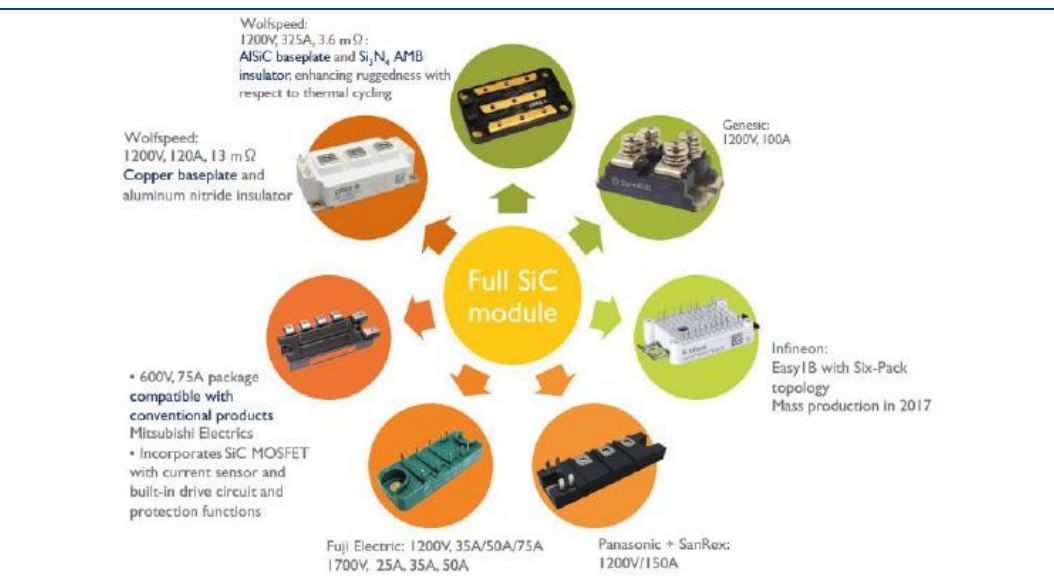 Wolfspeed:
1200V, 325A, 3.6 mΩ :
AlSiC baseplate and Si₃N₄ AMB
insulator, enhancing ruggedness with
respect to thermal cycling
Genesic:
1200V, 100A
Wolfspeed:
1200V, 120A, 13 mΩ
Copper baseplate and
aluminum nitride insulator
Full SiC
module
Infineon:
Easy1B with Six-Pack
topology
Mass production in 2017
• 600V, 75A package
compatible with
conventional products
Mitsubishi Electrics
• Incorporates SiC MOSFET
with current sensor and
built-in drive circuit and
protection functions
Fuji Electric: 1200V, 35A/50A/75A
1700V, 25A, 35A, 50A
Panasonic + SanRex:
1200V/150A